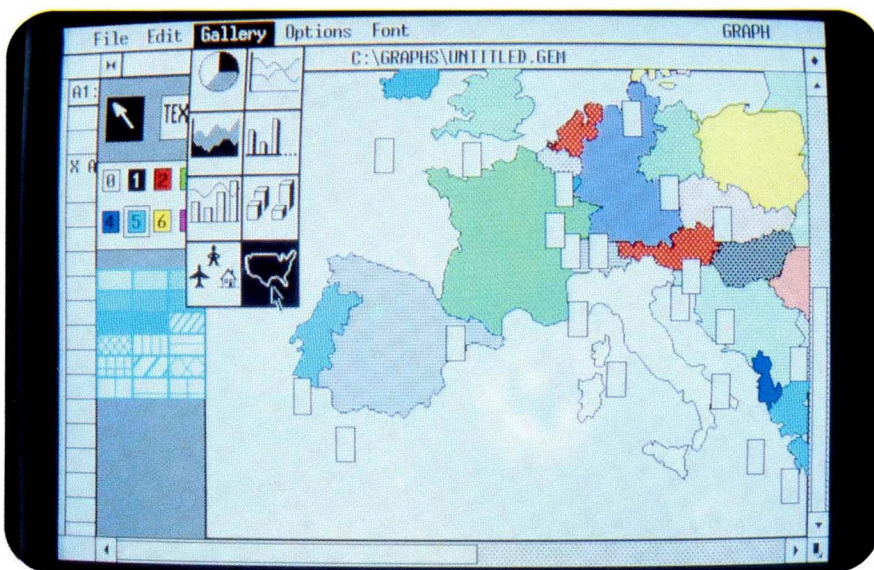 File Edit Gallery Options Font GRAPH
C:\GRAPHS\UNTITLED.GEM
A1:
TEX
X A
0 1 2
4 5 6